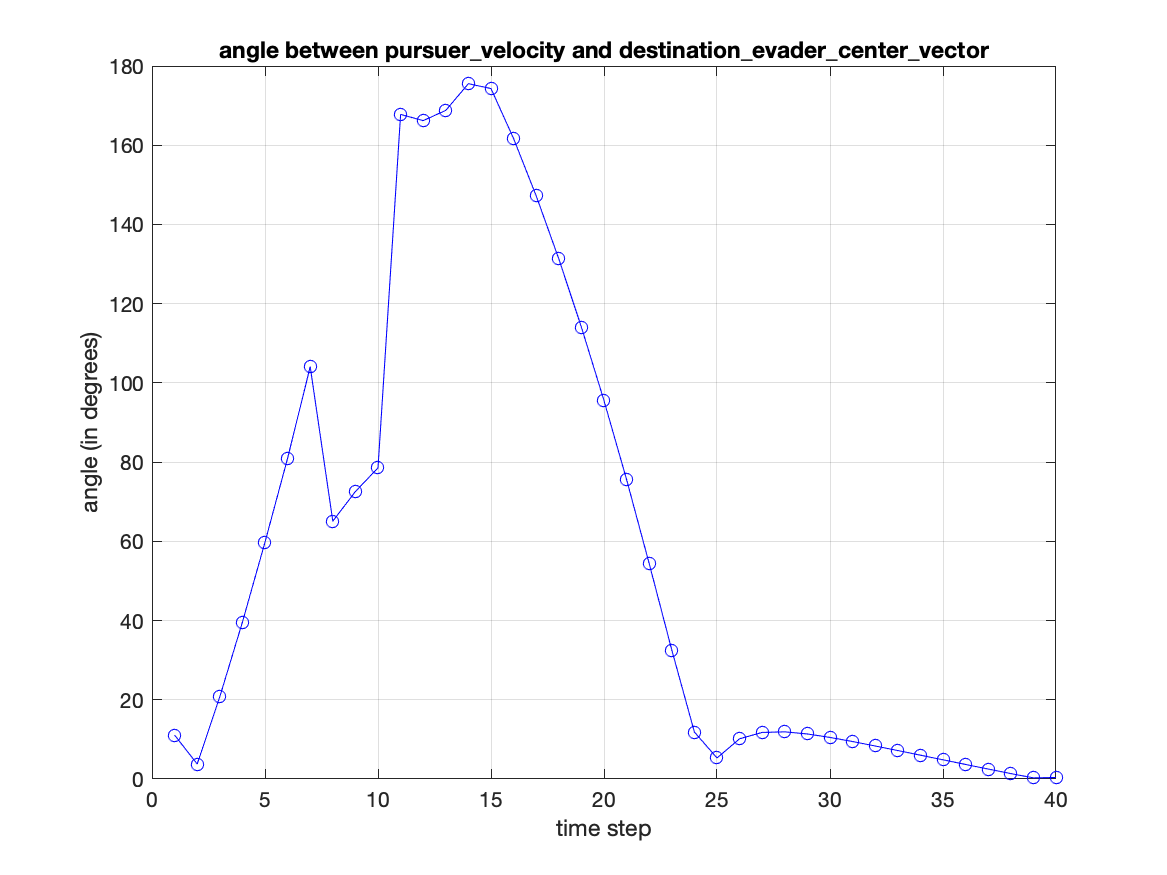 angle between pursuer_velocity and destination_evader_center_vector
180
160
140
120
100
80
60
40
20
0
angle (in degrees)
0 5 10 15 20 25 30 35 40
time step